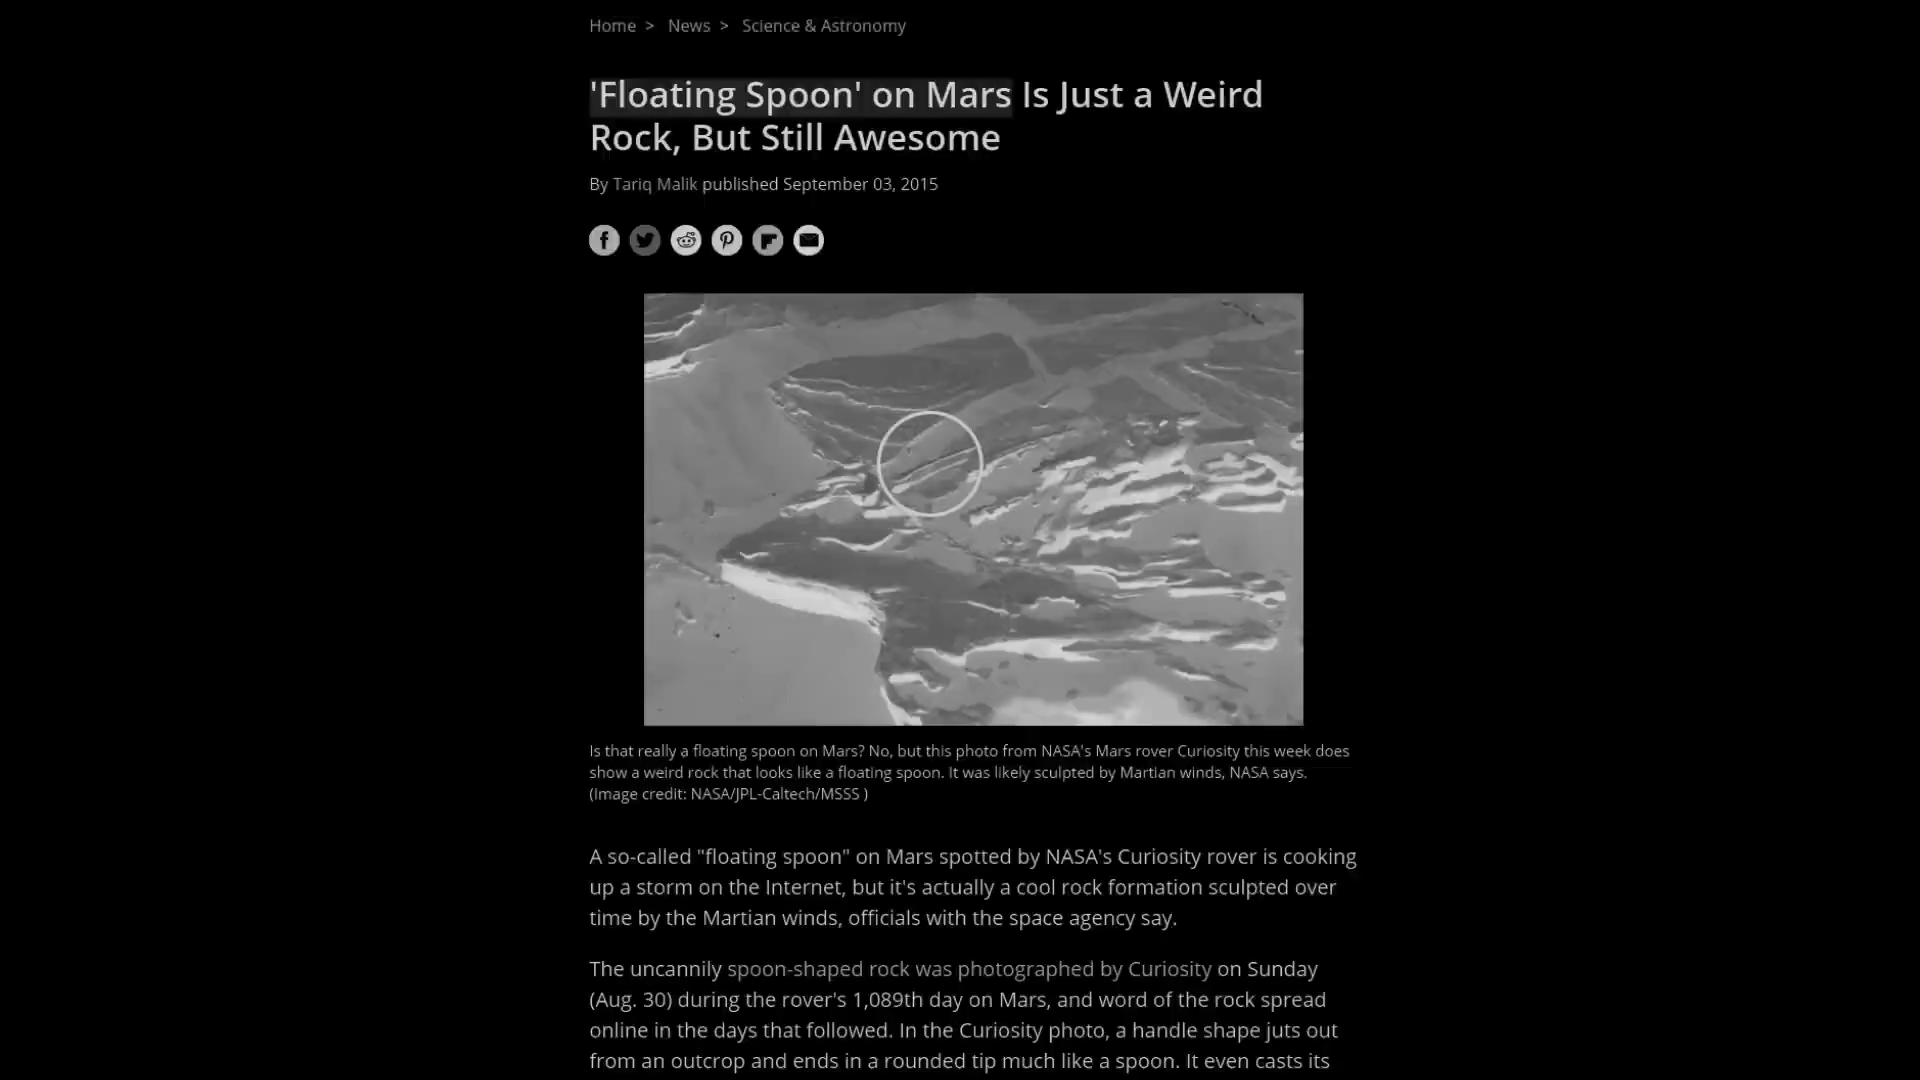 Home > News > Science & Astronomy
'Floating Spoon' on Mars Is Just a Weird
Rock, But Still Awesome
By Tariq Malik published September 03, 2015
Is that really a floating spoon on Mars? No, but this photo from NASA's Mars rover Curiosity this week does
show a weird rock that looks like a floating spoon. It was likely sculpted by Martian winds, NASA says.
(Image credit: NASA/JPL-Caltech/MSSS )
A so-called "floating spoon" on Mars spotted by NASA's Curiosity rover is cooking
up a storm on the Internet, but it's actually a cool rock formation sculpted over
time by the Martian winds, officials with the space agency say.
The uncannily spoon-shaped rock was photographed by Curiosity on Sunday
(Aug. 30) during the rover's 1,089th day on Mars, and word of the rock spread
online in the days that followed. In the Curiosity photo, a handle shape juts out
from an outcrop and ends in a rounded tip much like a spoon. It even casts its